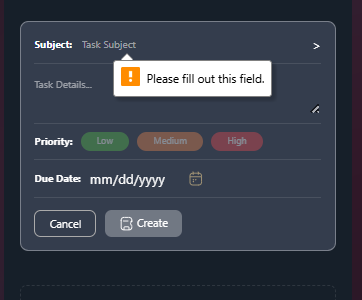 Subject: Task Subject >
Please fill out this field.
Task Details...
Priority: Low Medium High
Due Date: mm/dd/yyyy
Cancel Create